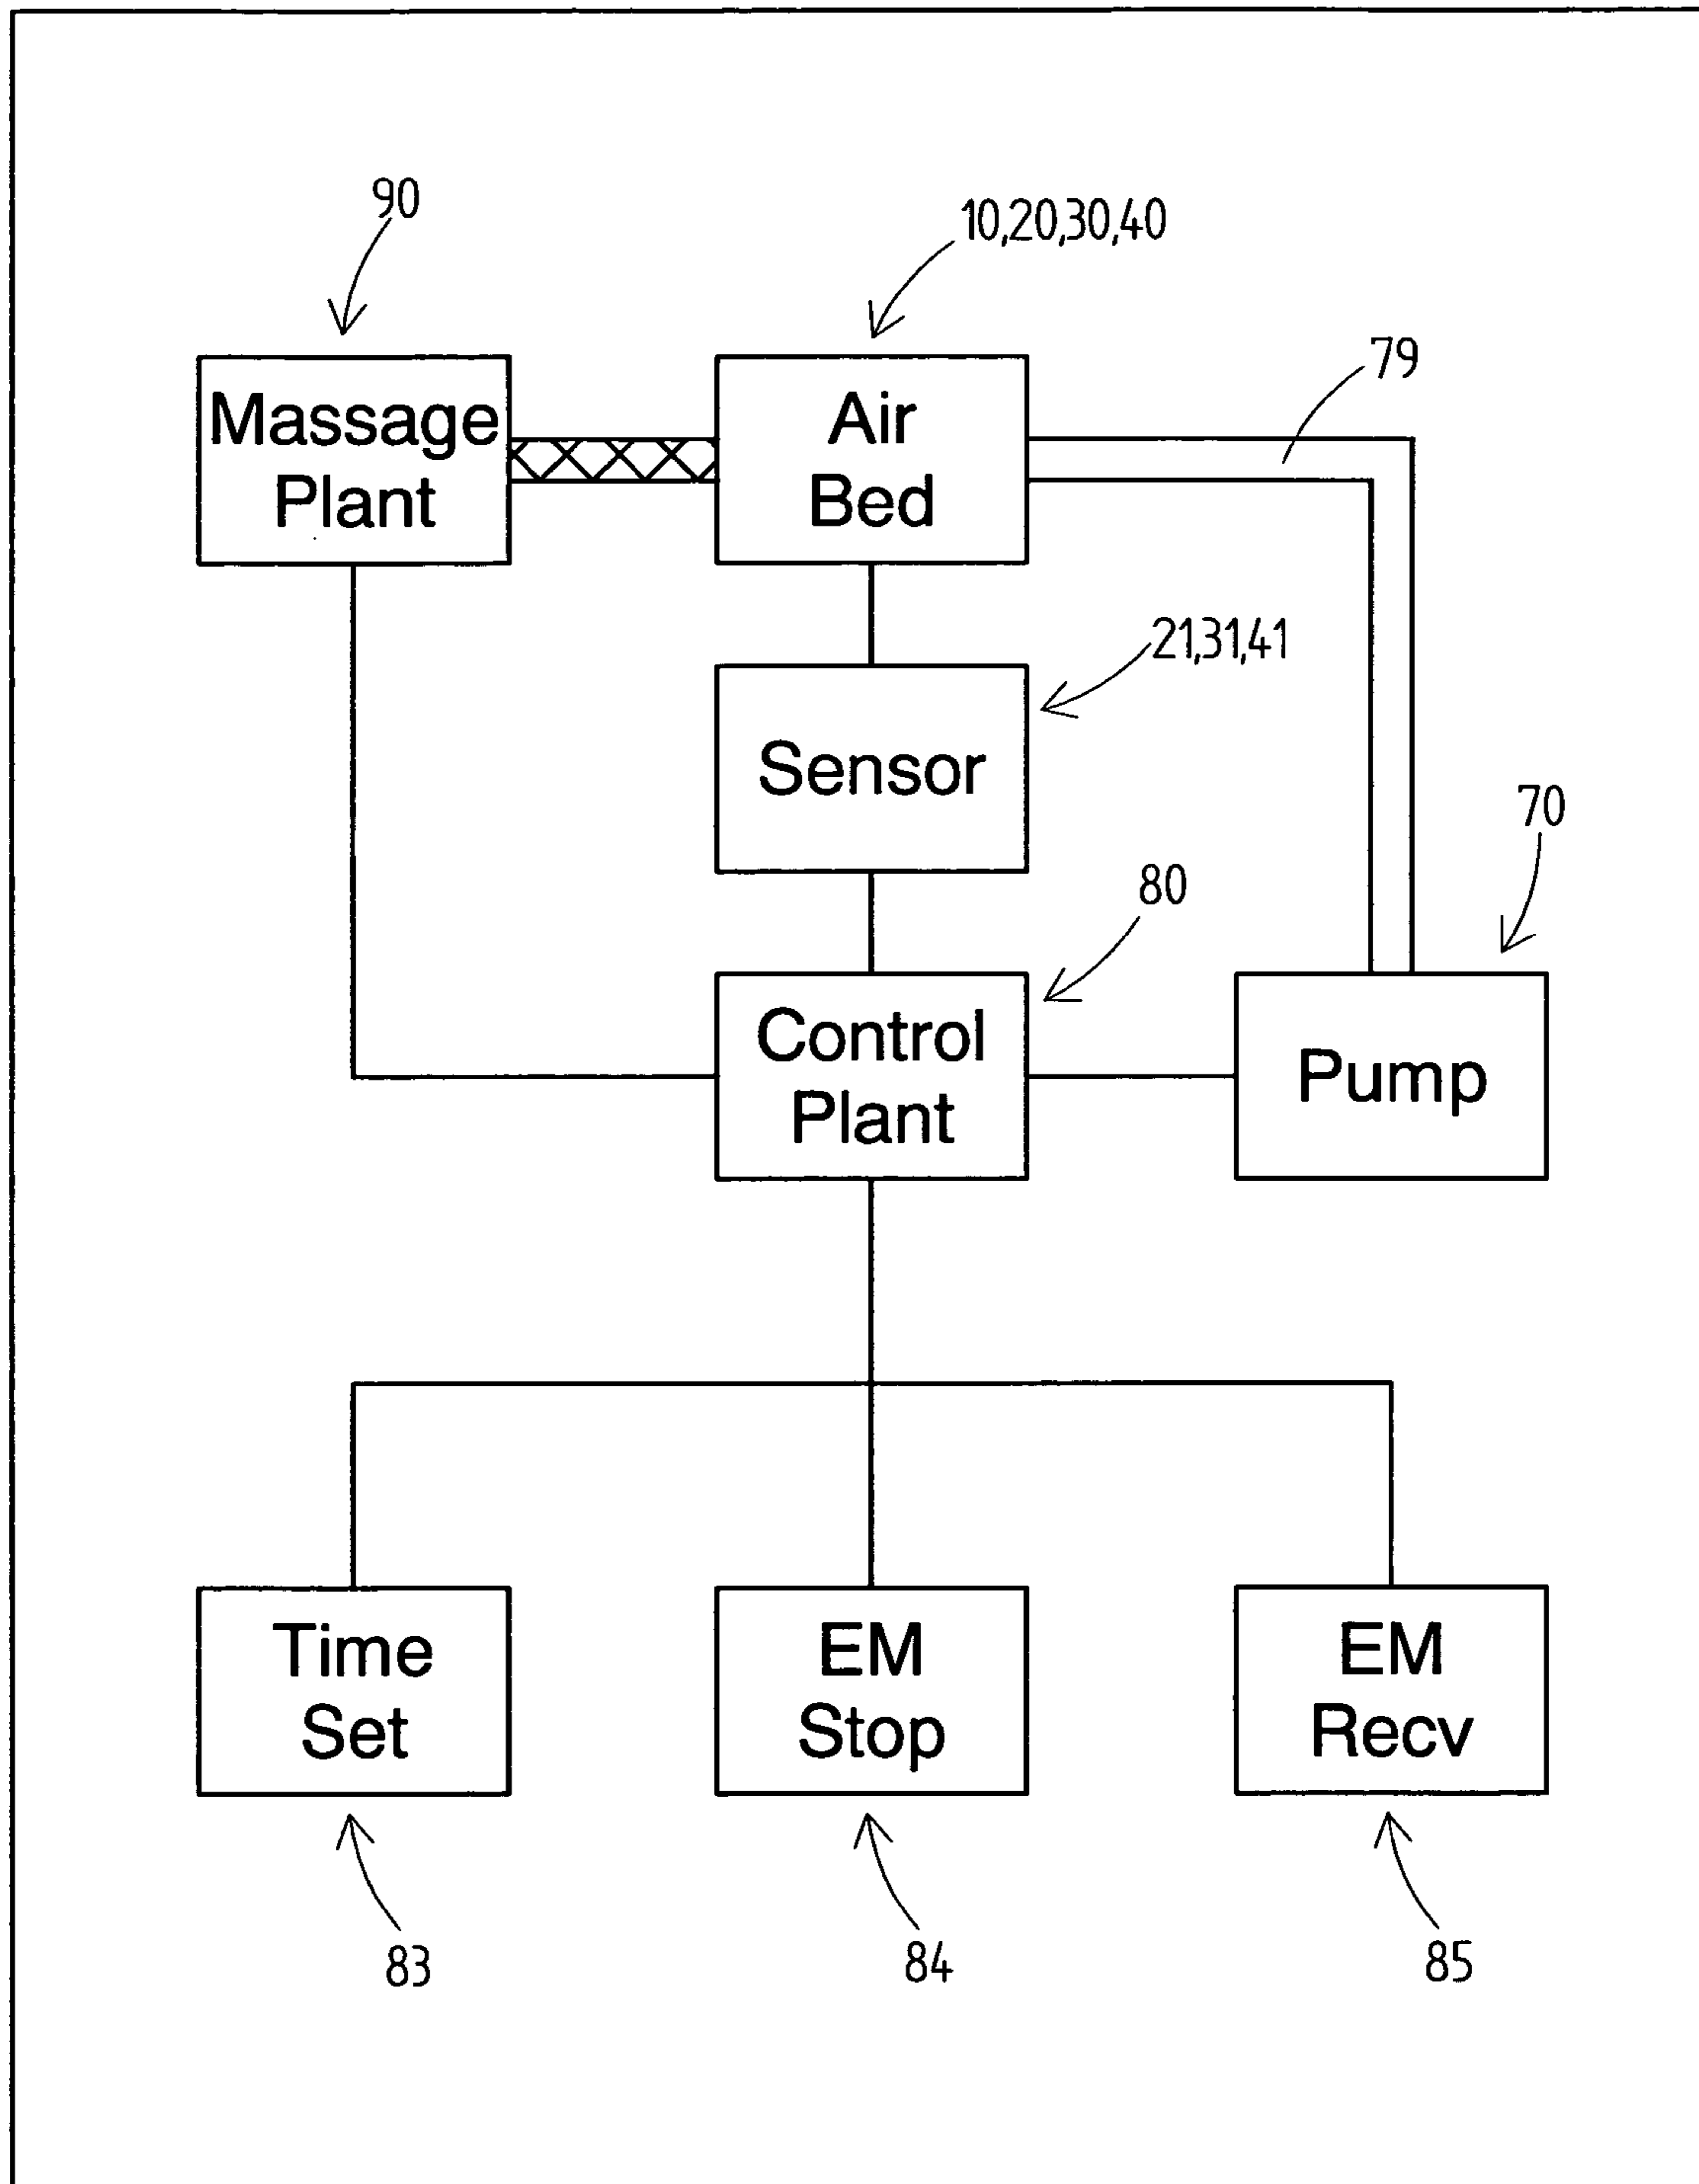 90
10,20,30,40
79
Massage
Plant
Air
Bed
21,31,41
Sensor
70
80
Control
Plant
Pump
Time
Set
EM
Stop
EM
Recv
83
84
85